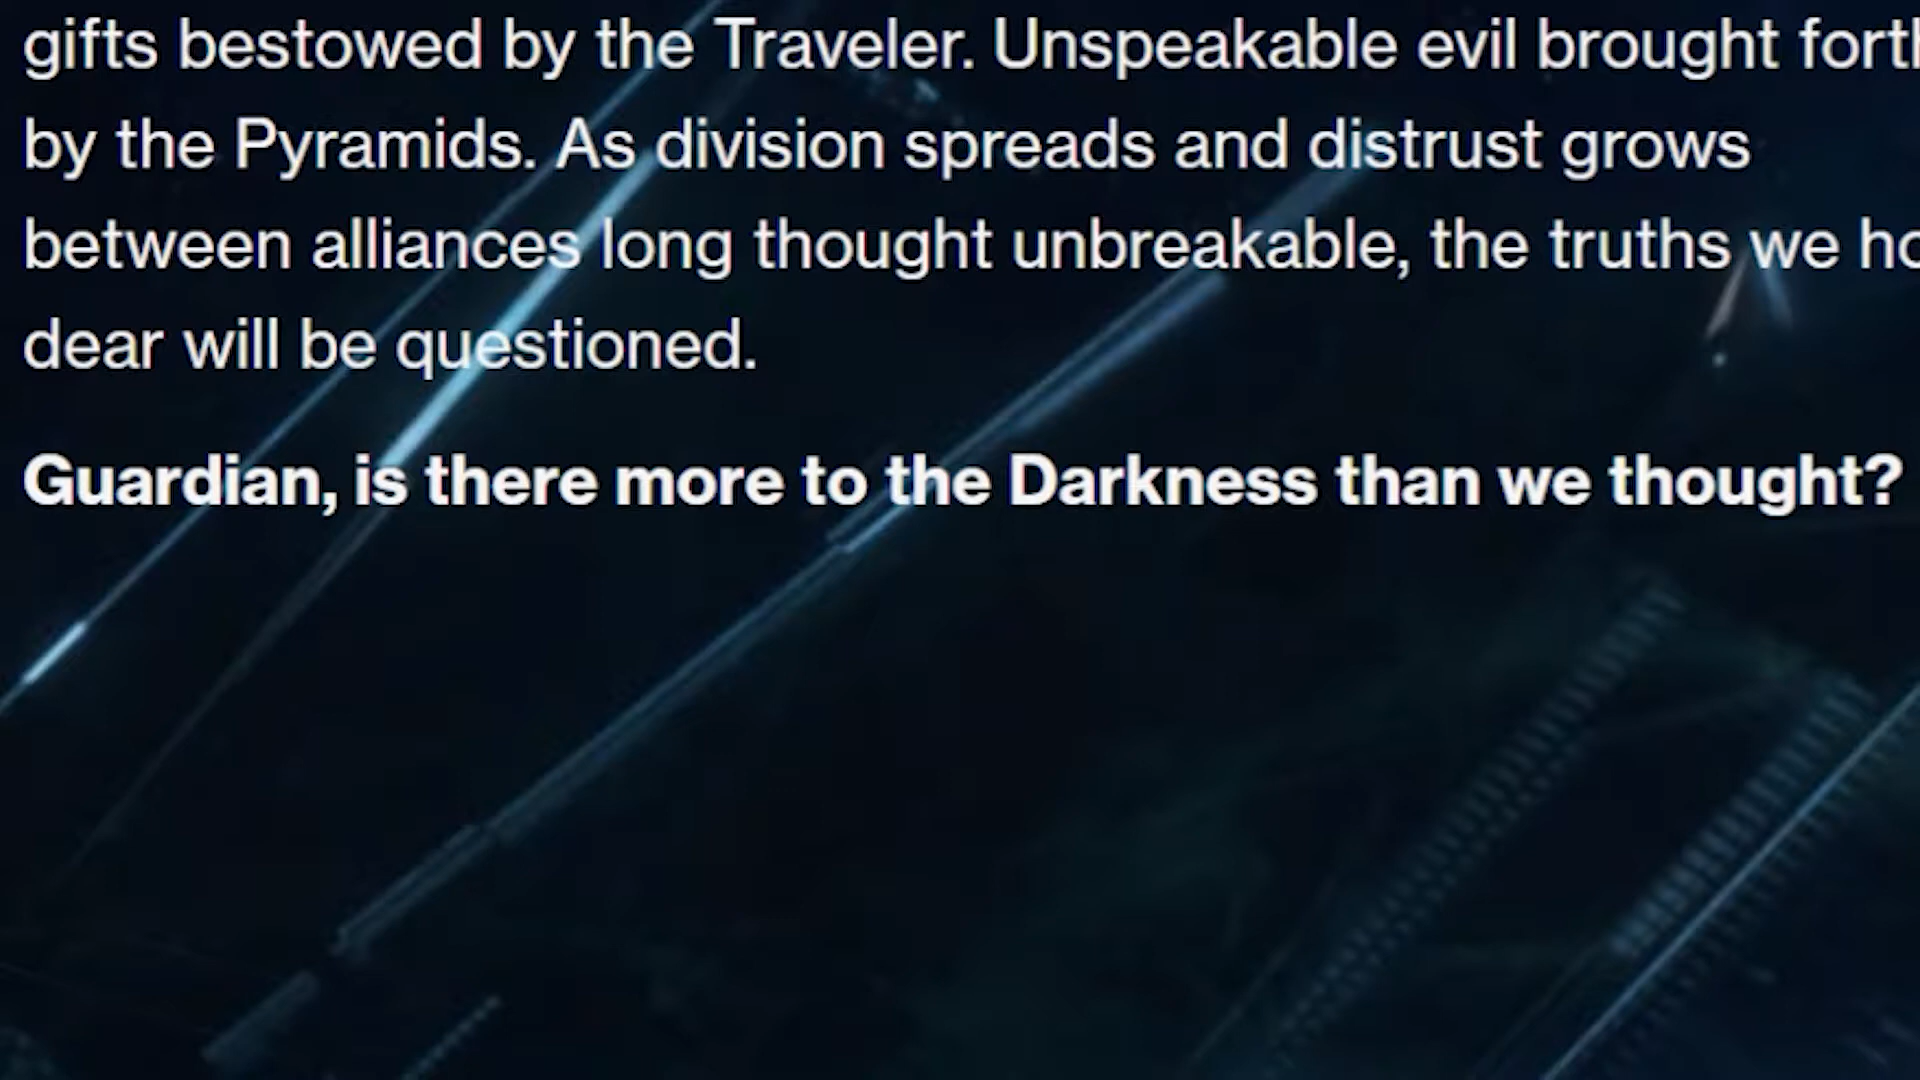 gifts bestowed by the Traveler. Unspeakable evil brought forth
by the Pyramids. As division spreads and distrust grows
between alliances long thought unbreakable, the truths we ho
dear will be questioned.
Guardian, is there more to the Darkness than we thought?